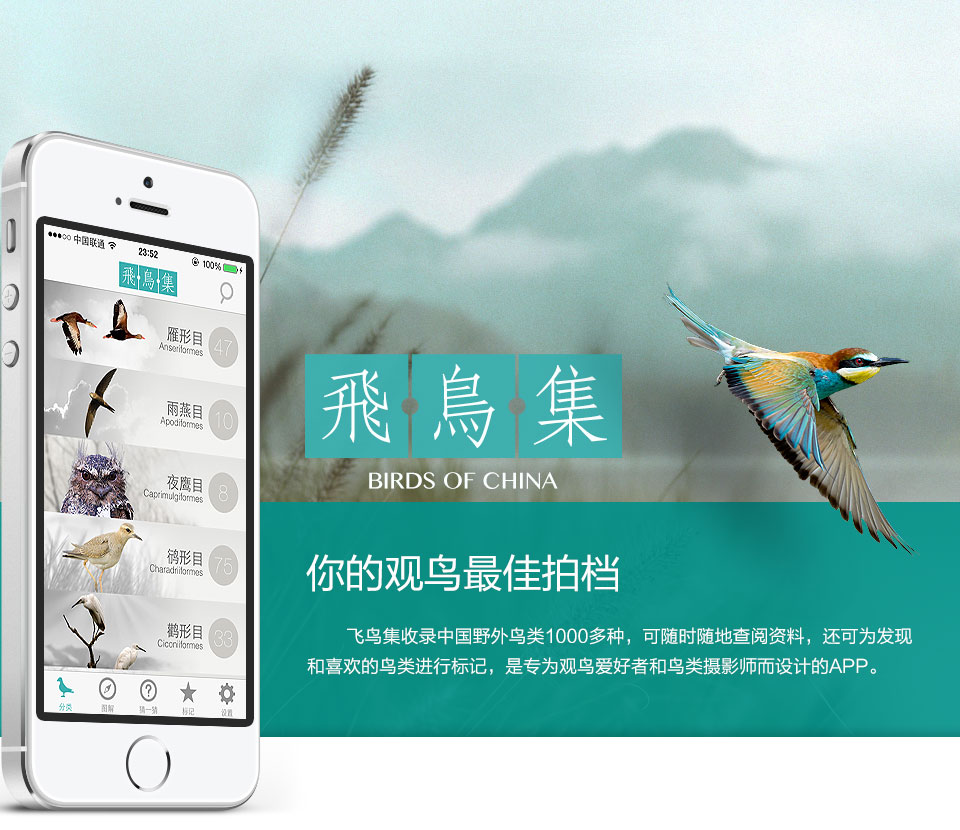 中国联通
23:52
100%
飛鳥集
雁形目
Anseriformes
47
雨燕目
Apodiformes
10
夜鹰目
Caprimulgiformes
8
鸻形目
Charadriiformes
75
鹳形目
Ciconiiformes
33
分类
图解
猜一猜
标记
设置
飛鳥集
BIRDS OF CHINA
你的观鸟最佳拍档
飞鸟集收录中国野外鸟类1000多种，可随时随地查阅资料，还可为发现
和喜欢的鸟类进行标记，是专为观鸟爱好者和鸟类摄影师而设计的APP。